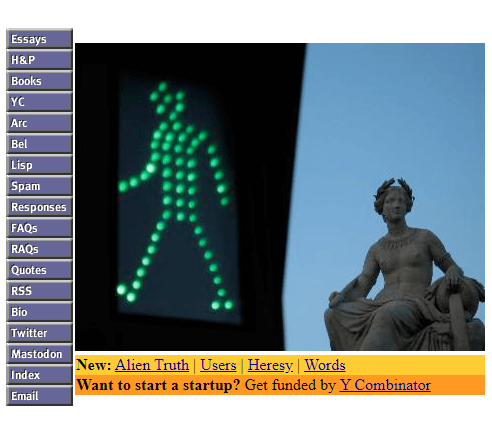 Essays
H&P
Books
YC
Arc
Bel
Lisp
Spam
Responses
FAQs
RAQs
Quotes
RSS
Bio
Twitter
Mastodon
Index
Email
New: Alien Truth | Users | Heresy | Words
Want to start a startup? Get funded by Y Combinator